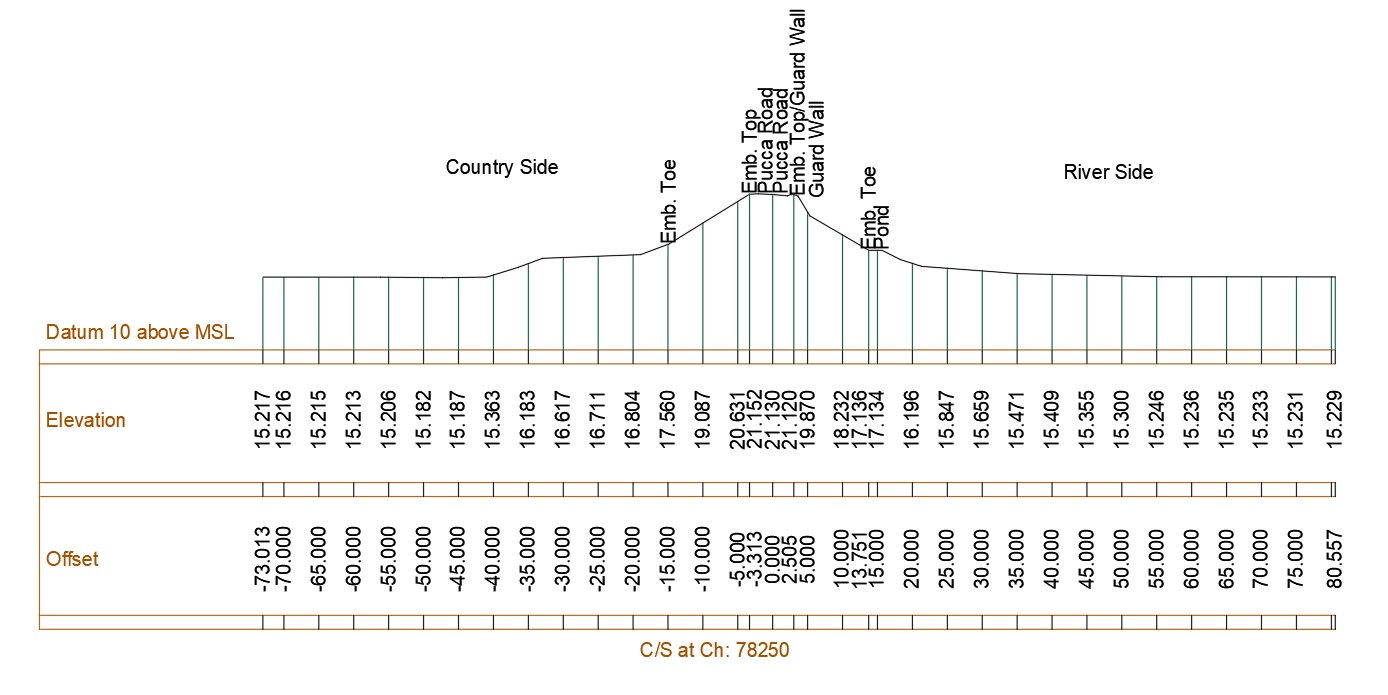 Emb. Top/Guard Wall
Emb. Top
Pucca Road
Pucca Road
Guard Wall
Country Side
Emb. Toe
Emb. Toe
Pond
River Side
Datum 10 above MSL
Elevation
15.217 15.216 15.215 15.213 15.206 15.182 15.187 15.363 16.183 16.617 16.711 16.804 17.560 19.087 20.631 21.152 21.130 21.120 19.870 18.232 17.136 17.134 16.196 15.847 15.659 15.471 15.409 15.355 15.300 15.246 15.236 15.235 15.233 15.231 15.229
Offset
-73.013 -70.000 -65.000 -60.000 -55.000 -50.000 -45.000 -40.000 -35.000 -30.000 -25.000 -20.000 -15.000 -10.000 -5.000 -3.313 0.000 2.505 5.000 10.000 13.751 15.000 20.000 25.000 30.000 35.000 40.000 45.000 50.000 55.000 60.000 65.000 70.000 75.000 80.557
C/S at Ch: 78250